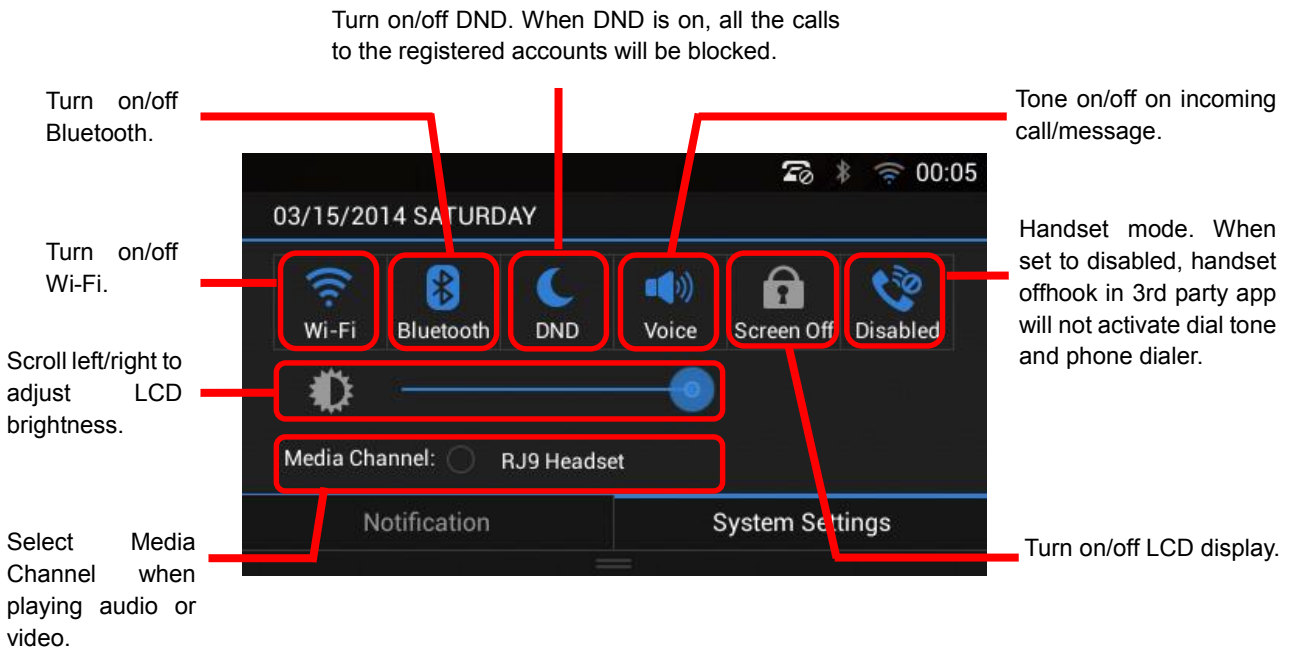 Turn on/off DND. When DND is on, all the calls
to the registered accounts will be blocked.
Turn on/off
Bluetooth.
Tone on/off on incoming
call/message.
00:05
03/15/2014 SATURDAY
Turn on/off
Wi-Fi.
Wi-Fi
Bluetooth
DND
Voice
Screen Off
Disabled
Handset mode. When
set to disabled, handset
offhook in 3rd party app
will not activate dial tone
and phone dialer.
Scroll left/right to
adjust LCD
brightness.
Media Channel: RJ9 Headset
Notification
System Settings
Select Media
Channel when
playing audio or
video.
Turn on/off LCD display.